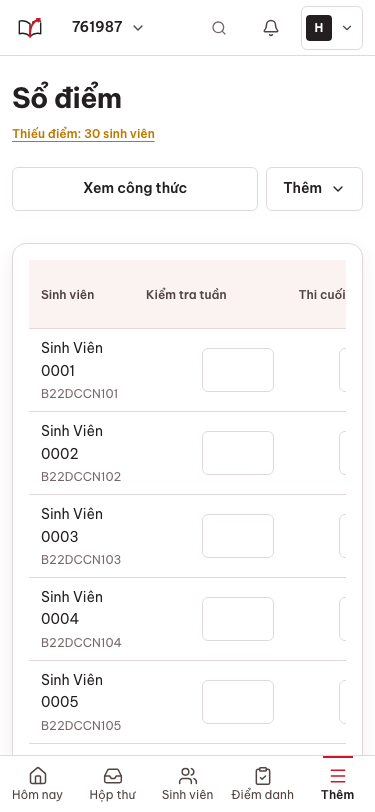 761987
H
Sổ điểm
Thiếu điểm: 30 sinh viên
Xem công thức
Thêm
Sinh viên
Kiểm tra tuần
Thi cuối
Sinh Viên
0001
B22DCCN101
Sinh Viên
0002
B22DCCN102
Sinh Viên
0003
B22DCCN103
Sinh Viên
0004
B22DCCN104
Sinh Viên
0005
B22DCCN105
Hôm nay
Hộp thư
Sinh viên
Điểm danh
Thêm